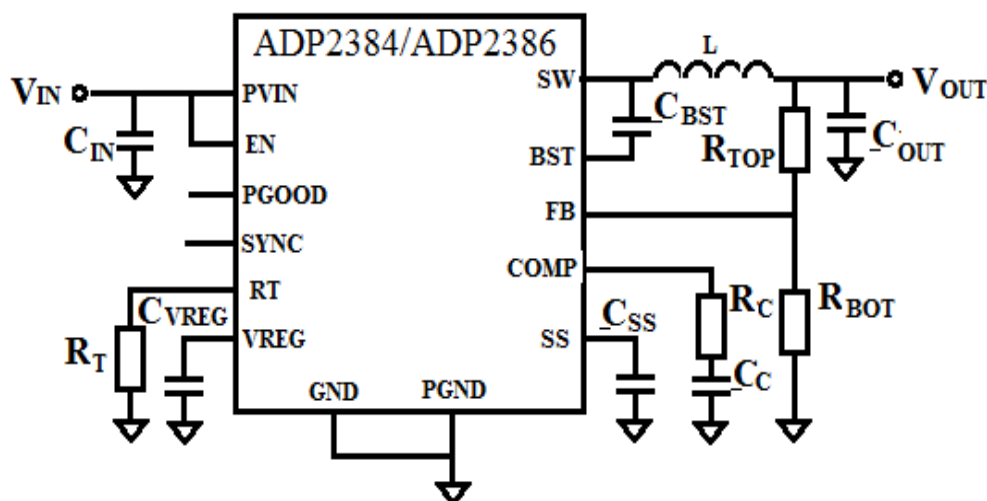 ADP2384/ADP2386
L
VIN
PVIN
SW
VOUT
CBST
CIN
EN
BST
RTOP
COUT
PGOOD
FB
SYNC
COMP
RT
CVREG
RC
RBOT
CSS
RT
VREG
SS
CC
GND
PGND